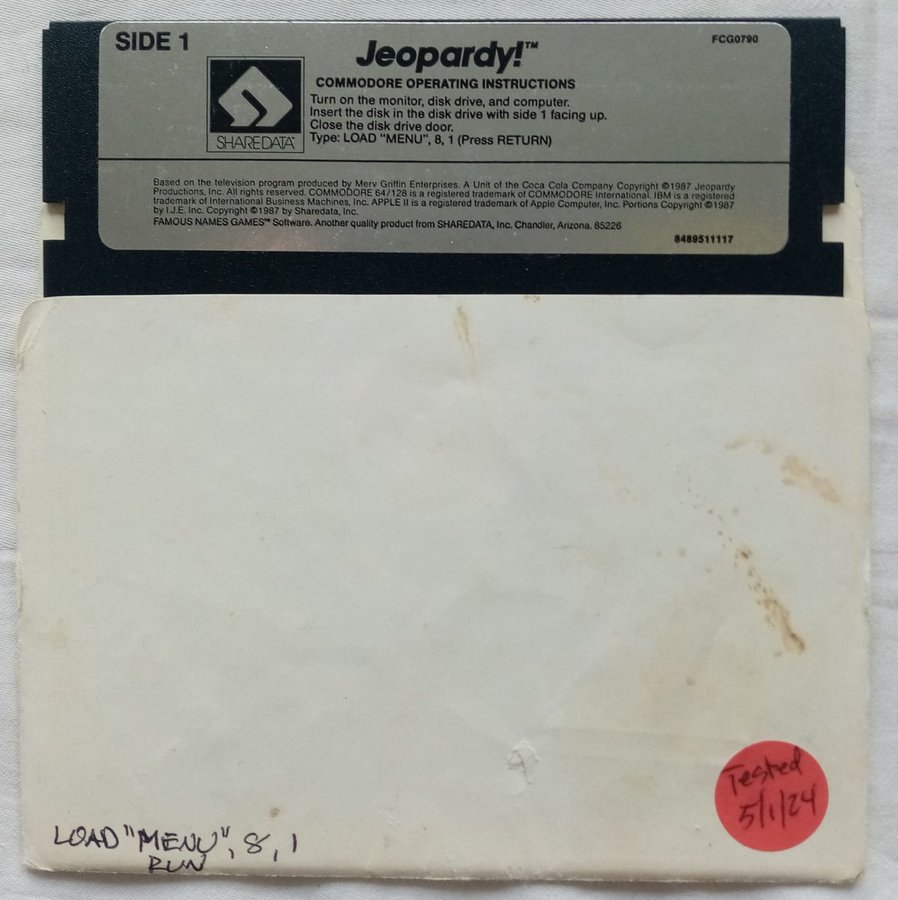 SIDE 1
Jeopardy!™
FCG0790
SHAREDATA™
COMMODORE OPERATING INSTRUCTIONS
Turn on the monitor, disk drive, and computer.
Insert the disk in the disk drive with side 1 facing up.
Close the disk drive door.
Type: LOAD "MENU", 8, 1 (Press RETURN)
Based on the television program produced by Merv Griffin Enterprises. A Unit of the Coca Cola Company Copyright ©1987 Jeopardy
Productions, Inc. All rights reserved. COMMODORE 64/128 is a registered trademark of COMMODORE International. IBM is a registered
trademark of International Business Machines, Inc. APPLE II is a registered trademark of Apple Computer, Inc. Portions Copyright ©1987
by I.J.E. Inc. Copyright ©1987 by Sharedata, Inc.
FAMOUS NAMES GAMES™ Software. Another quality product from SHAREDATA, Inc. Chandler, Arizona. 85226
8489511117
Tested
5/1/24
LOAD "MENU", 8, 1
RUN